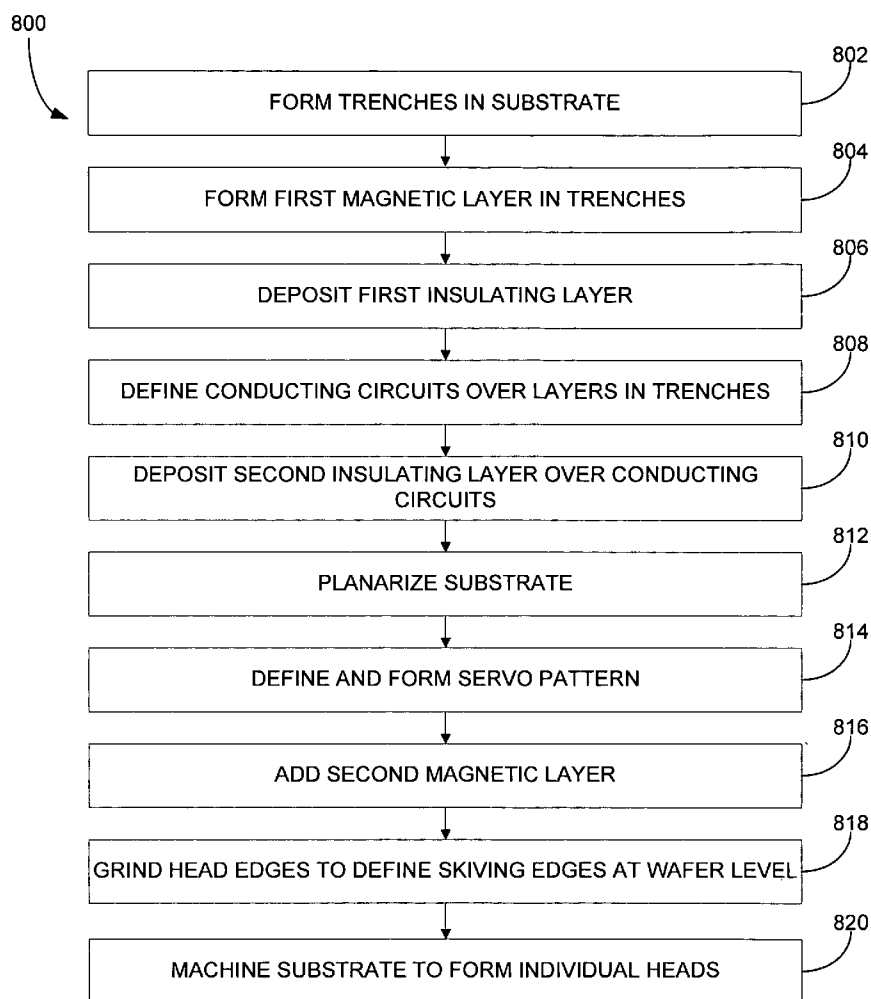 800
802
FORM TRENCHES IN SUBSTRATE
804
FORM FIRST MAGNETIC LAYER IN TRENCHES
806
DEPOSIT FIRST INSULATING LAYER
808
DEFINE CONDUCTING CIRCUITS OVER LAYERS IN TRENCHES
810
DEPOSIT SECOND INSULATING LAYER OVER CONDUCTING
CIRCUITS
812
PLANARIZE SUBSTRATE
814
DEFINE AND FORM SERVO PATTERN
816
ADD SECOND MAGNETIC LAYER
818
GRIND HEAD EDGES TO DEFINE SKIVING EDGES AT WAFER LEVEL
820
MACHINE SUBSTRATE TO FORM INDIVIDUAL HEADS